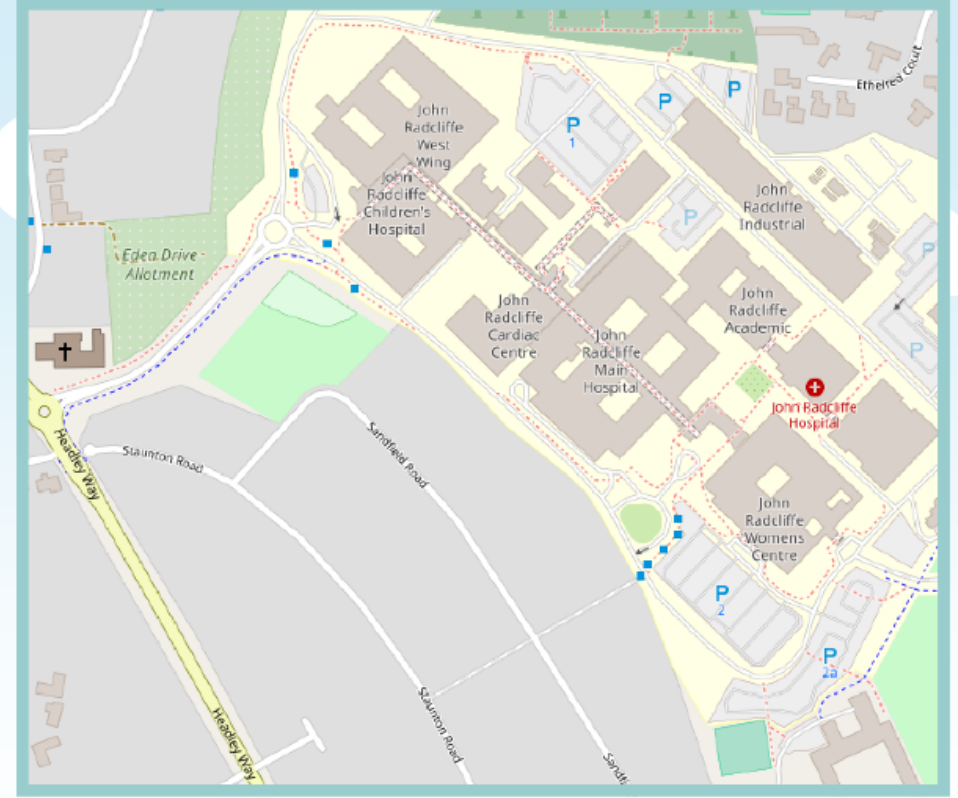 Ethelred Court
John
Radcliffe
West
Wing
P
1
P
P
John
Radcliffe
Children's
Hospital
John
Radcliffe
Industrial
P
P
Eden Drive
Allotment
John
Radcliffe
Cardiac
Centre
John
Radcliffe
Academic
John
Radcliffe
Main
Hospital
P
John Radcliffe
Hospital
Headley Way
Staunton Road
Sandfield Road
John
Radcliffe
Womens
Centre
P
2
P
2a
Staunton Road
Headley Way
Sandfi